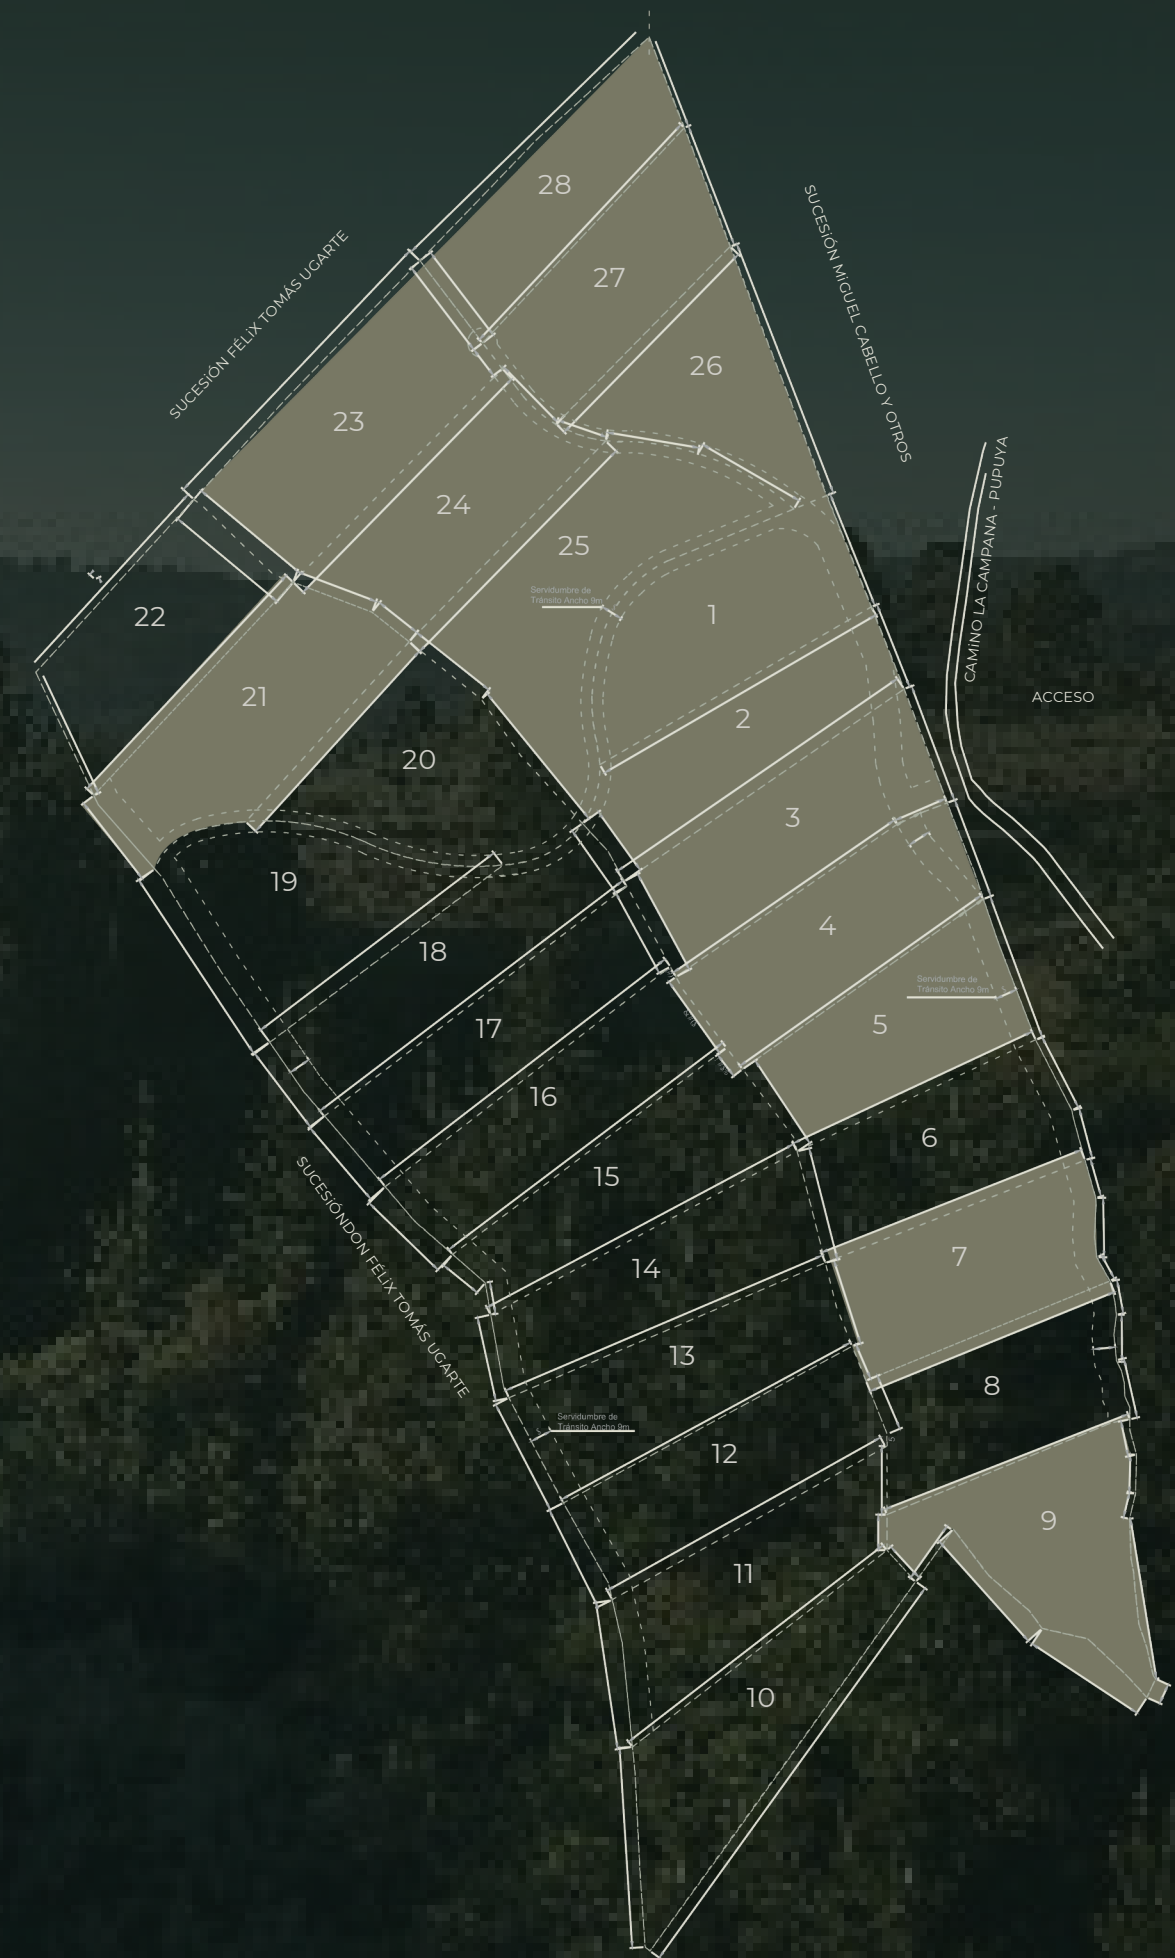 28
27
26
SUCESIÓN FÉLiX TOMÁS UGARTE
SUCESIÓN MiGUEL CABELLO Y OTROS
23
24
25
CAMiNO LA CAMPANA - PUPUYA
Servidumbre de
Tránsito Ancho 9m
22
1
21
ACCESO
2
20
3
19
4
18
Servidumbre de
Tránsito Ancho 9m
5
17
16
6
15
SUCESiÓNDON FÉLiX TOMÁS UGARTE
7
14
13
8
Servidumbre de
Tránsito Ancho 9m
12
9
11
10